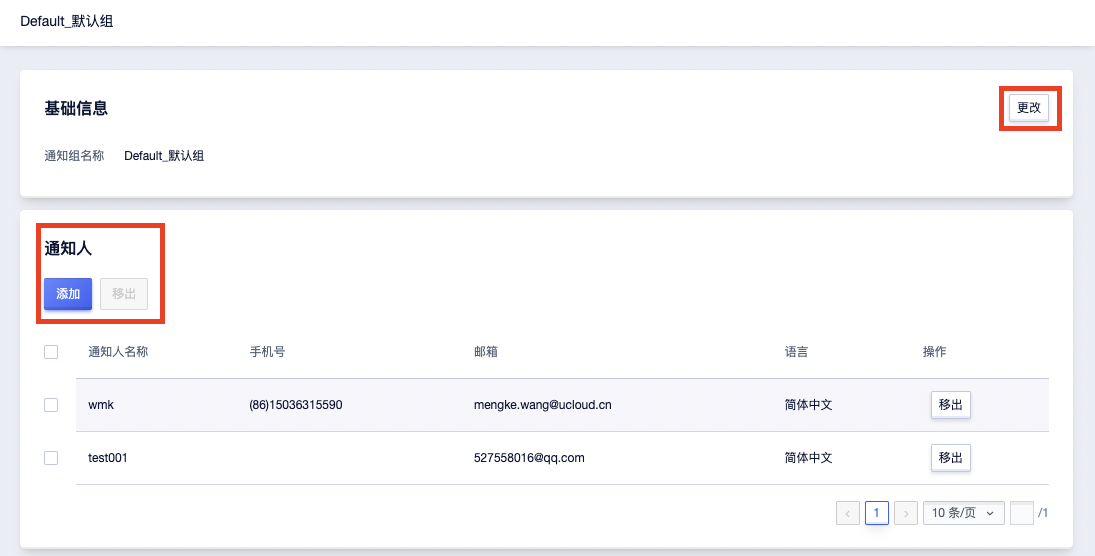 Default_默认组
基础信息
更改
通知组名称 Default_默认组
通知人
添加 移出
通知人名称 手机号 邮箱 语言 操作
wmk (86)15036315590 mengke.wang@ucloud.cn 简体中文 移出
test001 527558016@qq.com 简体中文 移出
1 10 条/页 /1